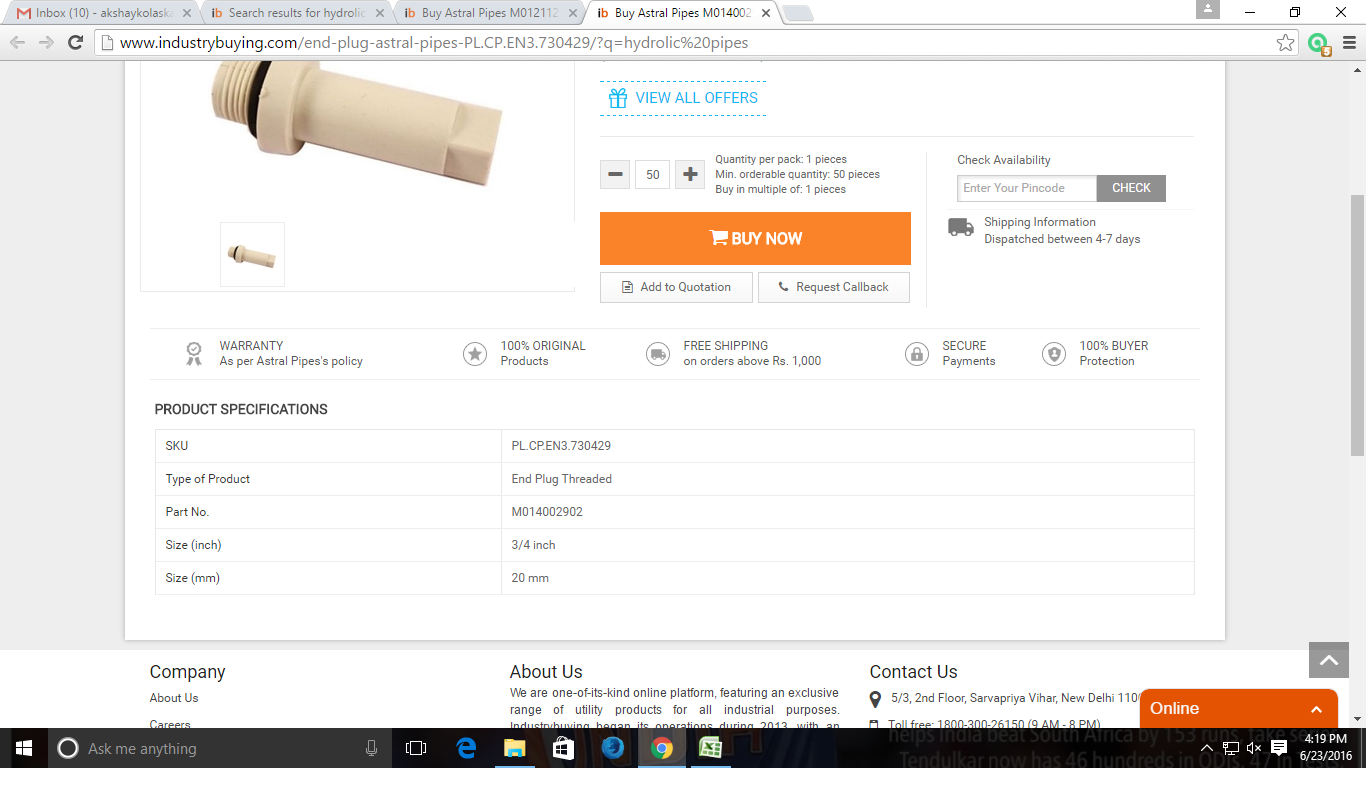 Inbox (10) - akshaykolask
Search results for hydrolic
Buy Astral Pipes M012112
Buy Astral Pipes M014002
www.industrybuying.com/end-plug-astral-pipes-PL.CP.EN3.730429/?q=hydrolic%20pipes
VIEW ALL OFFERS
50
Quantity per pack: 1 pieces
Min. orderable quantity: 50 pieces
Buy in multiple of: 1 pieces
BUY NOW
Add to Quotation
Request Callback
Check Availability
Enter Your Pincode
CHECK
Shipping Information
Dispatched between 4-7 days
WARRANTY
As per Astral Pipes's policy
100% ORIGINAL
Products
FREE SHIPPING
on orders above Rs. 1,000
SECURE
Payments
100% BUYER
Protection
PRODUCT SPECIFICATIONS
SKU PL.CP.EN3.730429
Type of Product End Plug Threaded
Part No. M014002902
Size (inch) 3/4 inch
Size (mm) 20 mm
Company
About Us
Careers
About Us
We are one-of-its-kind online platform, featuring an exclusive
range of utility products for all industrial purposes.
Industrybuying began its operations during 2013, with an
Contact Us
5/3, 2nd Floor, Sarvapriya Vihar, New Delhi
Toll free: 1800-300-26150 (9 AM - 8 PM)
Online
Ask me anything
helps India beat South Africa by 153 runs, take
Tendulkar now has 46 hundreds in ODIs, 47 in Tests
4:19 PM
6/23/2016